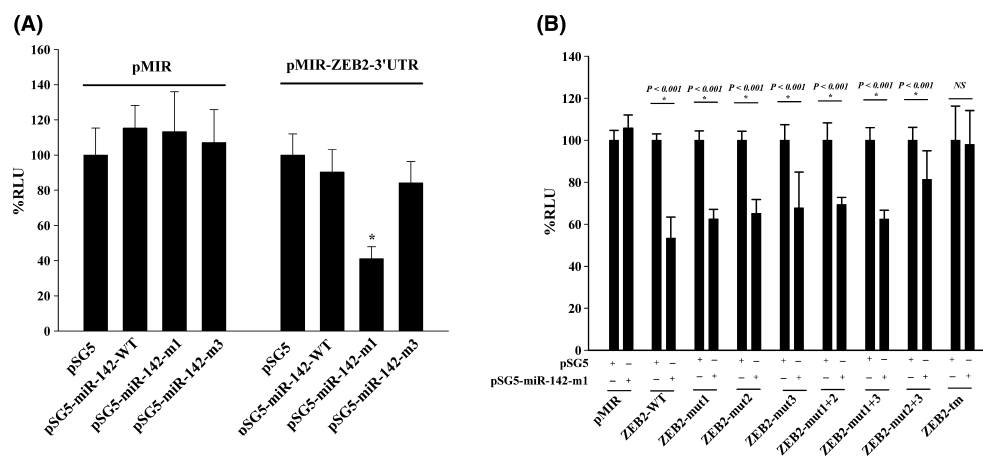 (A)
pMIR
pMIR-ZEB2-3'UTR
%RLU
160
140
120
100
80
60
40
20
0
*
pSG5
pSG5-miR-142-WT
pSG5-miR-142-m1
pSG5-miR-142-m3
pSG5
pSG5-miR-142-WT
pSG5-miR-142-m1
pSG5-miR-142-m3
(B)
%RLU
140
120
100
80
60
40
20
0
P < 0.001 P < 0.001 P < 0.001 P < 0.001 P < 0.001 P < 0.001 P < 0.001 NS
* * * * * * *
pSG5 + − + − + − + − + − + − + − + − + −
pSG5-miR-142-m1 − + − + − + − + − + − + − + − + − +
pMIR
ZEB2-WT
ZEB2-mut1
ZEB2-mut2
ZEB2-mut3
ZEB2-mut1+2
ZEB2-mut1+3
ZEB2-mut2+3
ZEB2-tm